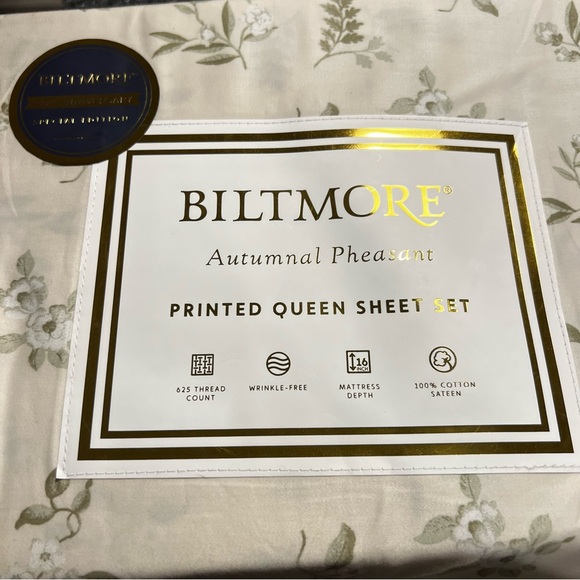 BILTMORE
ANNIVERSARY
SPECIAL EDITION
BILTMORE®
Autumnal Pheasant
PRINTED QUEEN SHEET SET
625 THREAD
COUNT
WRINKLE-FREE
16
INCH
MATTRESS
DEPTH
100% COTTON
SATEEN